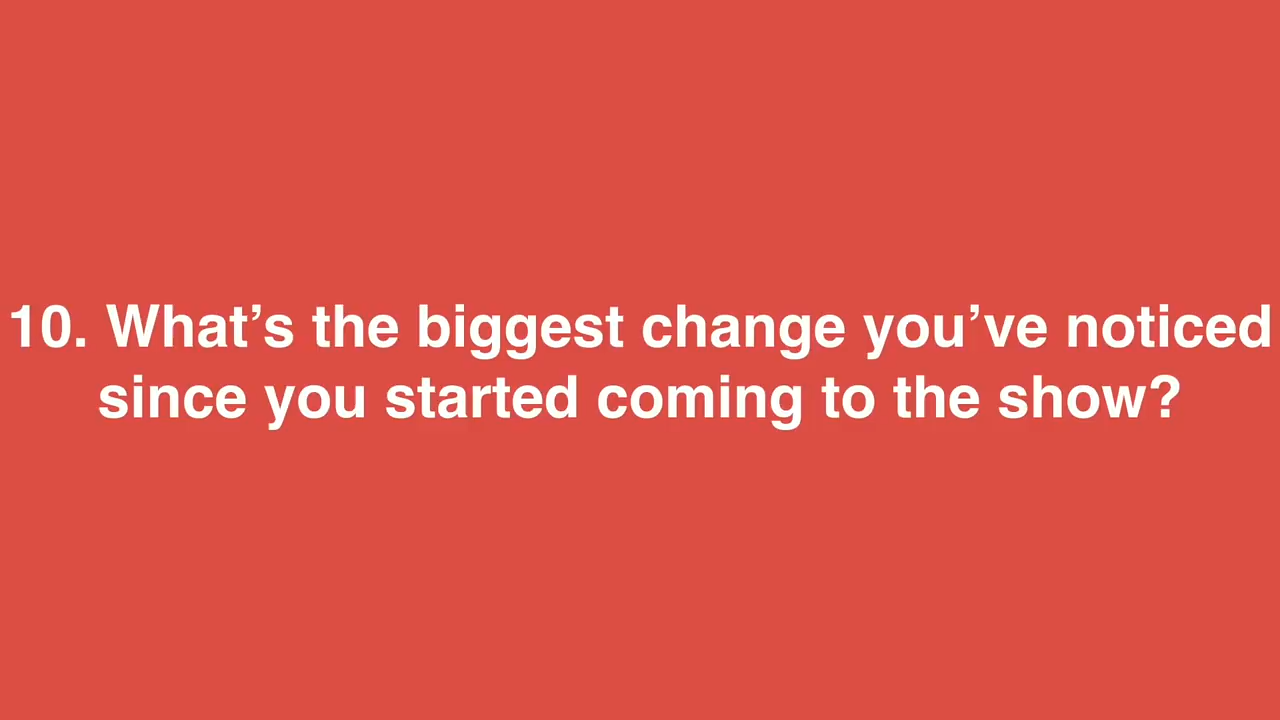 10. What’s the biggest change you’ve noticed
since you started coming to the show?